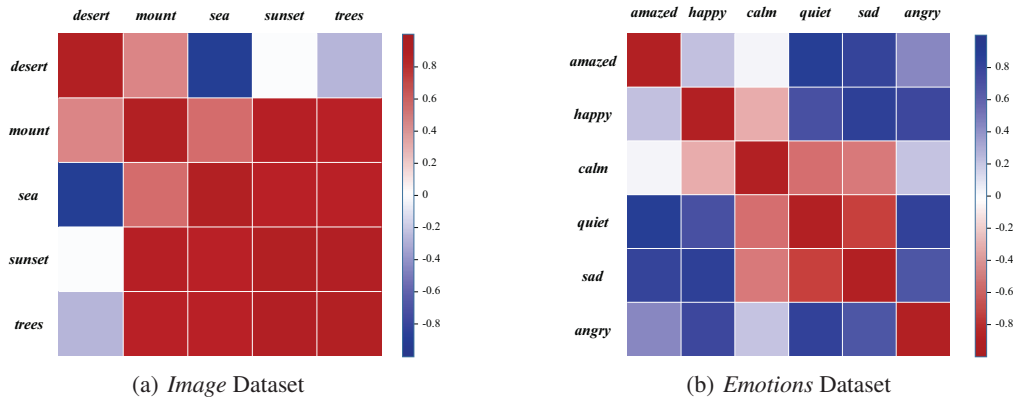 desert mount sea sunset trees
desert
mount
sea
sunset
trees
0.8
0.6
0.4
0.2
0
-0.2
-0.4
-0.6
-0.8
(a) Image Dataset
amazed happy calm quiet sad angry
amazed
happy
calm
quiet
sad
angry
0.8
0.6
0.4
0.2
0
-0.2
-0.4
-0.6
-0.8
(b) Emotions Dataset